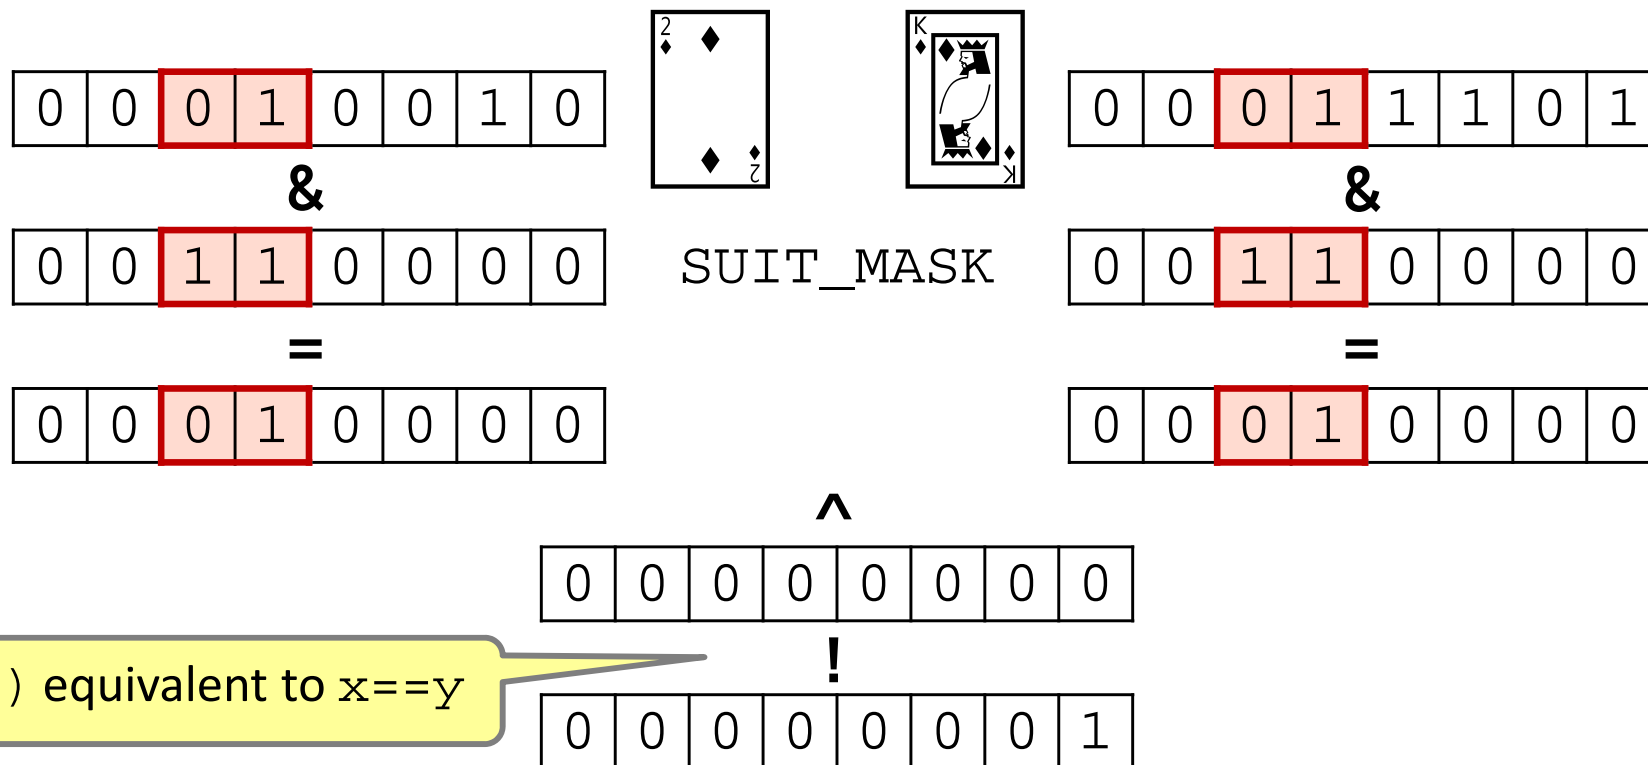 2 K
0 0 0 1 0 0 1 0 0 0 0 1 1 1 0 1
2 K
& &
0 0 1 1 0 0 0 0 SUIT_MASK 0 0 1 1 0 0 0 0
= =
0 0 0 1 0 0 0 0 0 0 0 1 0 0 0 0
^
0 0 0 0 0 0 0 0
!
) equivalent to x==y
0 0 0 0 0 0 0 1